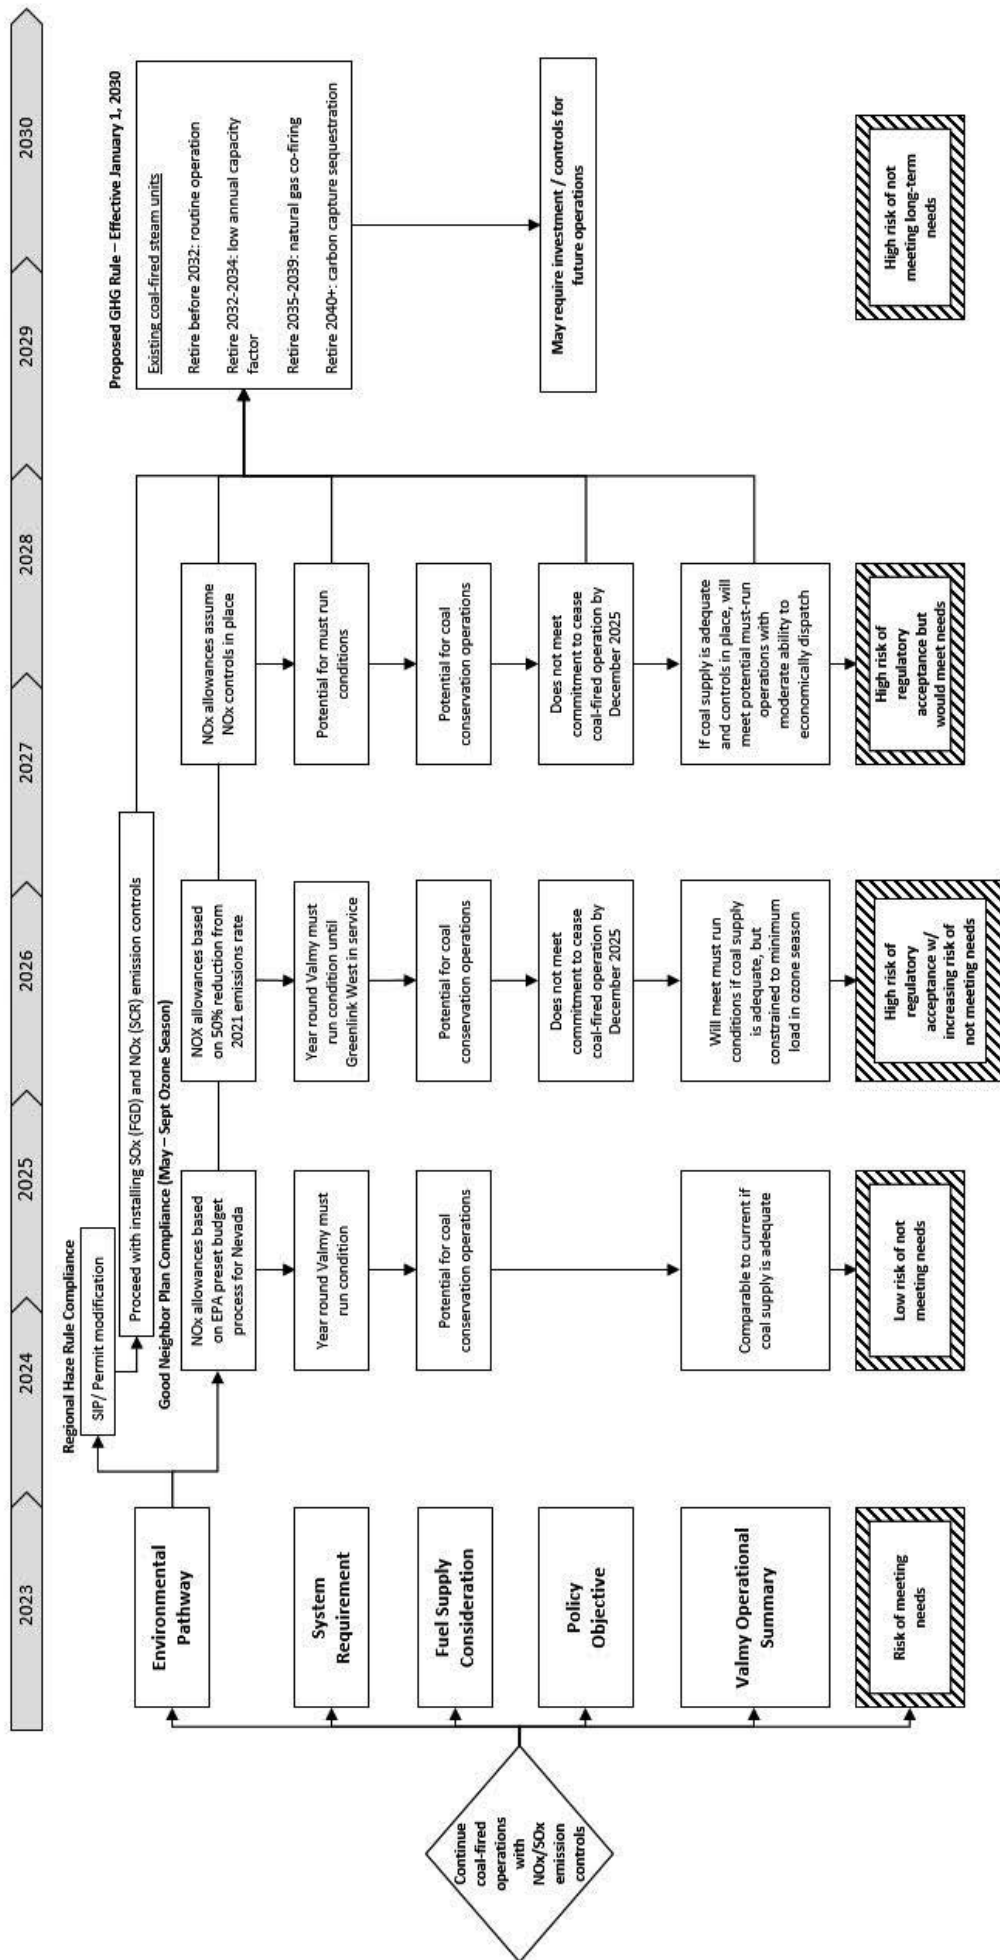 2023
2024
2025
2026
2027
2028
2029
2030
Continue
coal-fired
operations
with
NOx/SOx
emission
controls
Environmental
Pathway
System
Requirement
Fuel Supply
Consideration
Policy
Objective
Valmy Operational
Summary
Risk of meeting
needs
Regional Haze Rule Compliance
SIP/ Permit modification
Proceed with installing SOx (FGD) and NOx (SCR) emission controls
Good Neighbor Plan Compliance (May – Sept Ozone Season)
NOx allowances based
on EPA preset budget
process for Nevada
Year round Valmy must
run condition
Potential for coal
conservation operations
Comparable to current if
coal supply is adequate
Low risk of not
meeting needs
NOX allowances based
on 50% reduction from
2021 emissions rate
Year round Valmy must
run condition until
Greenlink West in service
Potential for coal
conservation operations
Does not meet
commitment to cease
coal-fired operation by
December 2025
Will meet must run
conditions if coal supply
is adequate, but
constrained to minimum
load in ozone season
High risk of
regulatory
acceptance w/
increasing risk of
not meeting needs
NOx allowances assume
NOx controls in place
Potential for must run
conditions
Potential for coal
conservation operations
Does not meet
commitment to cease
coal-fired operation by
December 2025
If coal supply is adequate
and controls in place, will
meet potential must-run
operations with
moderate ability to
economically dispatch
High risk of
regulatory
acceptance but
would meet needs
Proposed GHG Rule – Effective January 1, 2030
Existing coal-fired steam units
Retire before 2032: routine operation
Retire 2032-2034: low annual capacity
factor
Retire 2035-2039: natural gas co-firing
Retire 2040+: carbon capture sequestration
May require investment / controls for
future operations
High risk of not
meeting long-term
needs